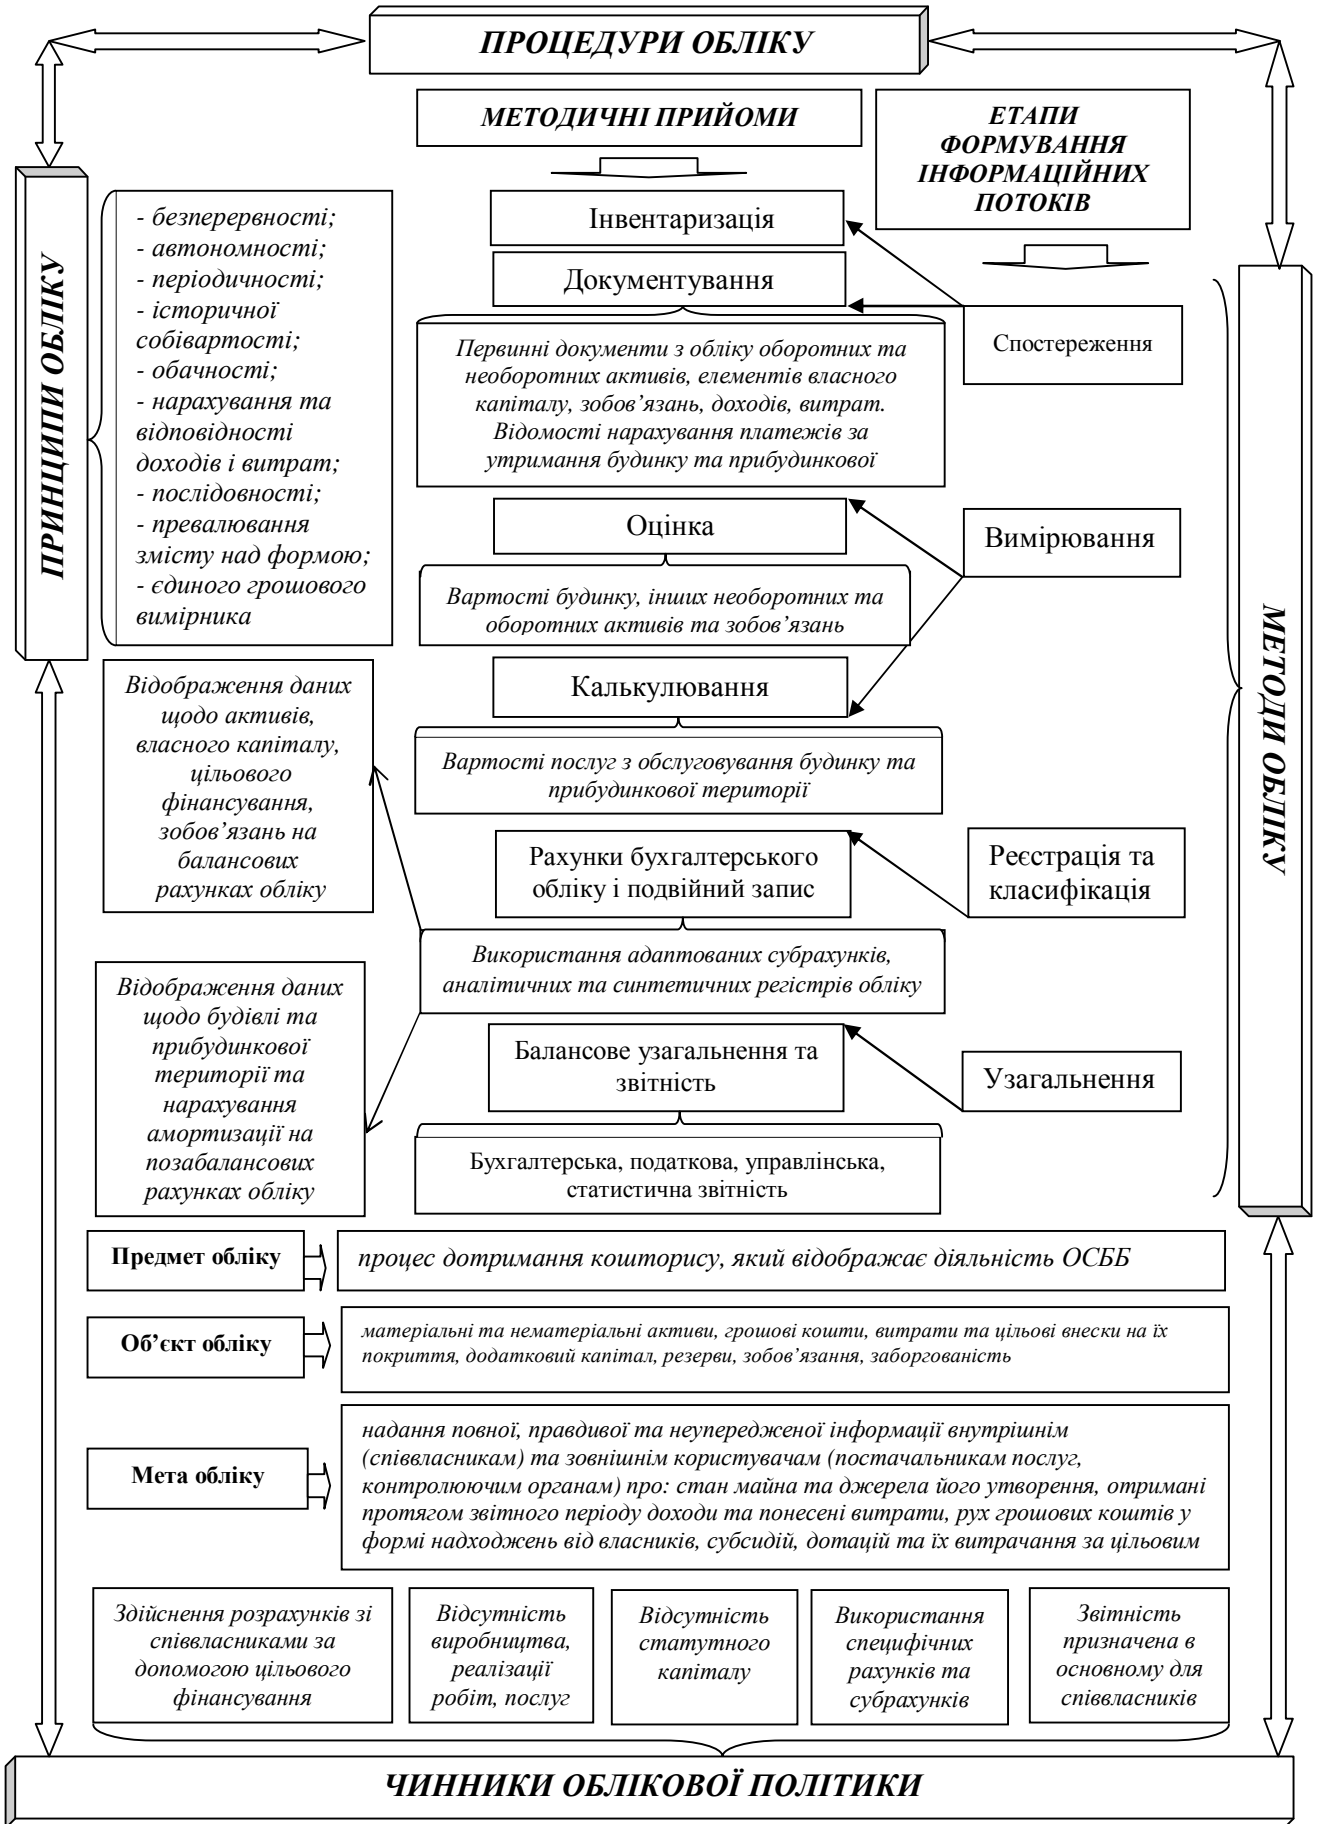 ПРОЦЕДУРИ ОБЛІКУ
МЕТОДИЧНІ ПРИЙОМИ
ЕТАПИ
ФОРМУВАННЯ
ІНФОРМАЦІЙНИХ
ПОТОКІВ
ПРИНЦИПИ ОБЛІКУ
- безперервності;
- автономності;
- періодичності;
- історичної
собівартості;
- обачності;
- нарахування та
відповідності
доходів і витрат;
- послідовності;
- превалювання
змісту над формою;
- єдиного грошового
вимірника
Інвентаризація
Документування
Спостереження
Первинні документи з обліку оборотних та
необоротних активів, елементів власного
капіталу, зобов’язань, доходів, витрат.
Відомості нарахування платежів за
утримання будинку та прибудинкової
Оцінка
Вимірювання
Вартості будинку, інших необоротних та
оборотних активів та зобов’язань
МЕТОДИ ОБЛІКУ
Калькулювання
Вартості послуг з обслуговування будинку та
прибудинкової території
Відображення даних
щодо активів,
власного капіталу,
цільового
фінансування,
зобов’язань на
балансових
рахунках обліку
Рахунки бухгалтерського
обліку і подвійний запис
Реєстрація та
класифікація
Використання адаптованих субрахунків,
аналітичних та синтетичних регістрів обліку
Відображення даних
щодо будівлі та
прибудинкової
території та
нарахування
амортизації на
позабалансових
рахунках обліку
Балансове узагальнення та
звітність
Узагальнення
Бухгалтерська, податкова, управлінська,
статистична звітність
Предмет обліку
процес дотримання кошторису, який відображає діяльність ОСББ
Об’єкт обліку
матеріальні та нематеріальні активи, грошові кошти, витрати та цільові внески на їх
покриття, додатковий капітал, резерви, зобов’язання, заборгованість
Мета обліку
надання повної, правдивої та неупередженої інформації внутрішнім
(співвласникам) та зовнішнім користувачам (постачальникам послуг,
контролюючим органам) про: стан майна та джерела його утворення, отримані
протягом звітного періоду доходи та понесені витрати, рух грошових коштів у
формі надходжень від власників, субсидій, дотацій та їх витрачання за цільовим
Здійснення розрахунків зі
співвласниками за
допомогою цільового
фінансування
Відсутність
виробництва,
реалізації
робіт, послуг
Відсутність
статутного
капіталу
Використання
специфічних
рахунків та
субрахунків
Звітність
призначена в
основному для
співвласників
ЧИННИКИ ОБЛІКОВОЇ ПОЛІТИКИ